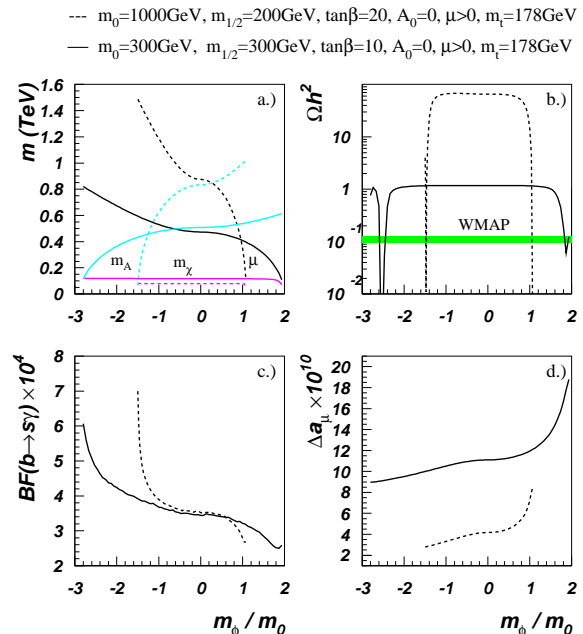 m₀=1000GeV, m₁/₂=200GeV, tanβ=20, A₀=0, μ>0, mₜ=178GeV
m₀=300GeV, m₁/₂=300GeV, tanβ=10, A₀=0, μ>0, mₜ=178GeV
m (TeV)
1.6
1.4
1.2
1
0.8
0.6
0.4
0.2
0
-3 -2 -1 0 1 2
a.)
m_A
m_χ
μ
Ωh²
10
1
10⁻¹
10⁻²
-3 -2 -1 0 1 2
b.)
WMAP
BF(b→sγ)×10⁴
8
7
6
5
4
3
2
-3 -2 -1 0 1 2
c.)
m_ϕ / m₀
Δa_μ ×10¹⁰
20
18
16
14
12
10
8
6
4
2
-3 -2 -1 0 1 2
d.)
m_ϕ / m₀